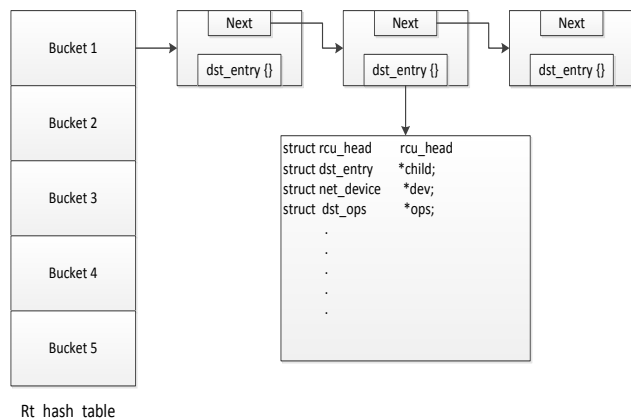 Bucket 1
Bucket 2
Bucket 3
Bucket 4
Bucket 5
Rt hash table
Next
dst_entry {}
Next
dst_entry {}
Next
dst_entry {}
struct rcu_head rcu_head
struct dst_entry *child;
struct net_device *dev;
struct dst_ops *ops;
.
.
.
.
.